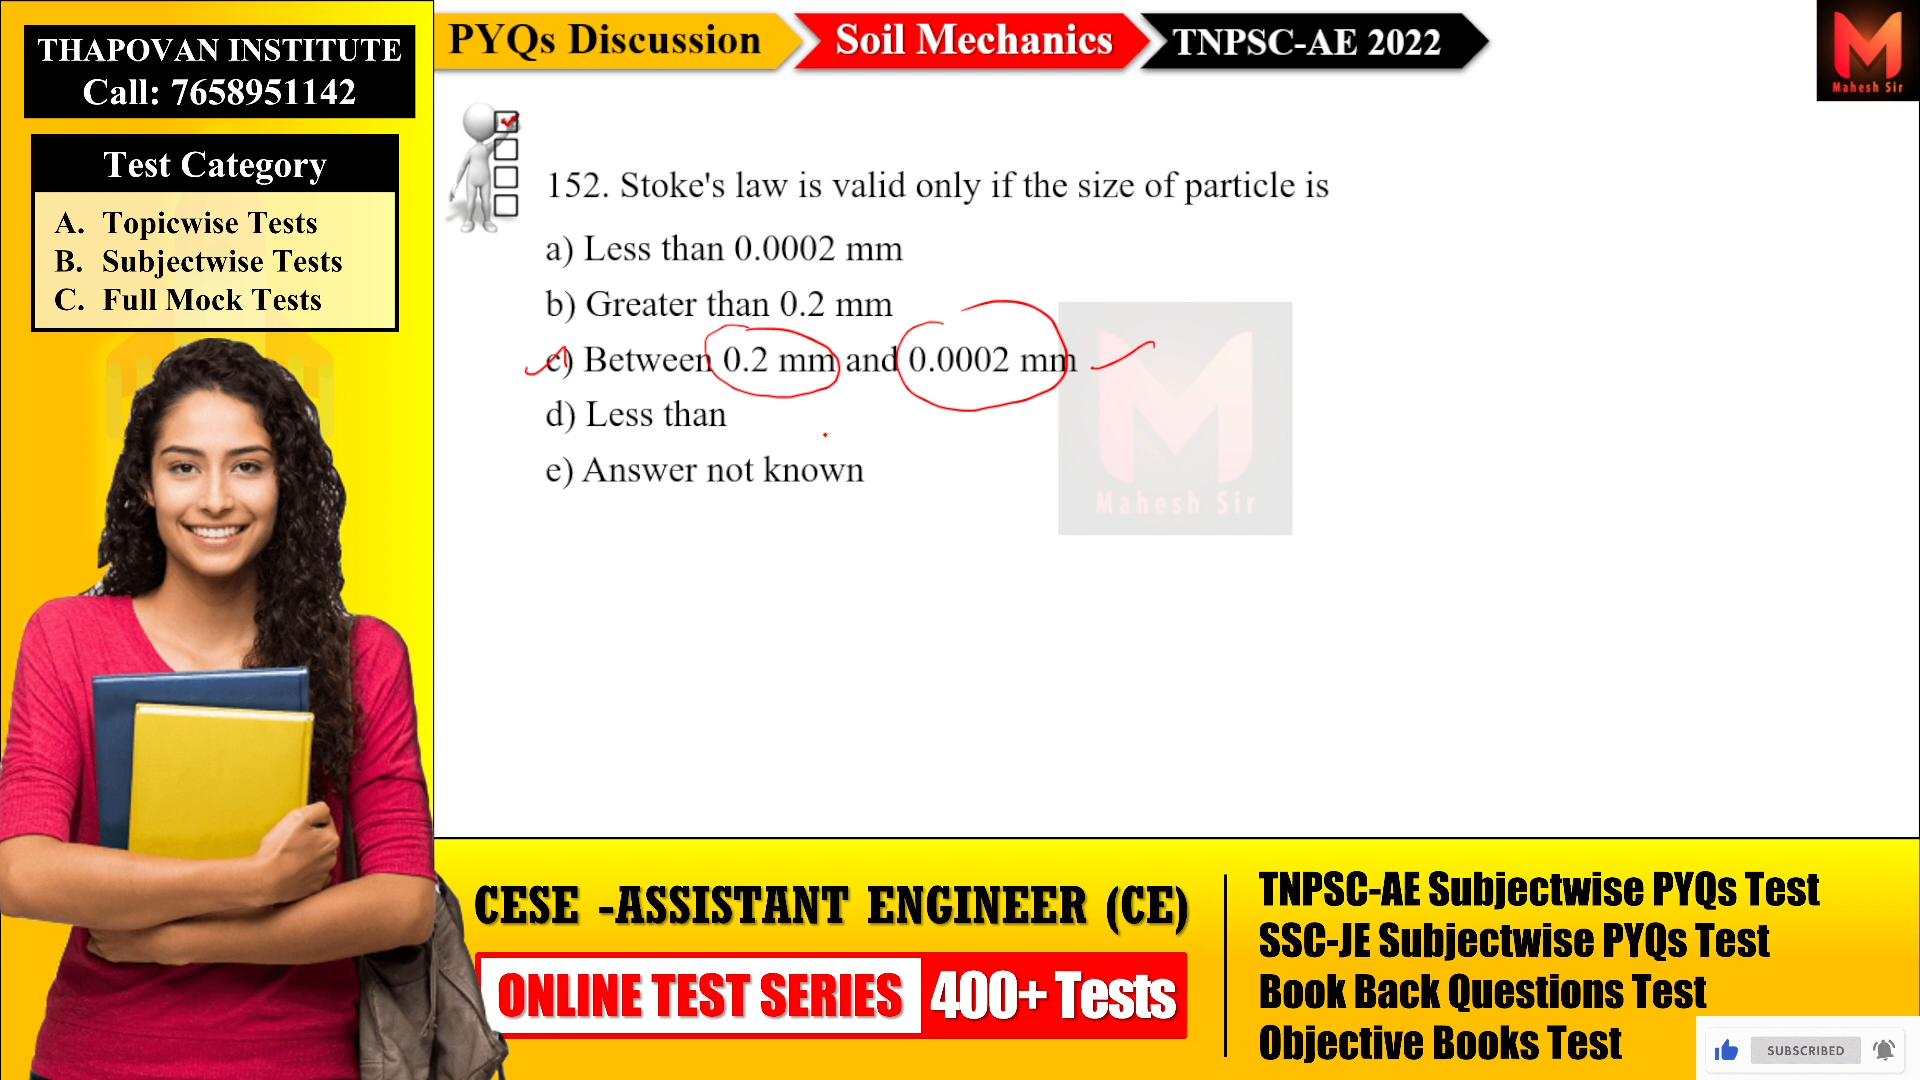 THAPOVAN INSTITUTE
Call: 7658951142
Test Category
A. Topicwise Tests
B. Subjectwise Tests
C. Full Mock Tests
PYQs Discussion
Soil Mechanics
TNPSC-AE 2022
M
Mahesh Sir
152. Stoke's law is valid only if the size of particle is
a) Less than 0.0002 mm
b) Greater than 0.2 mm
c) Between 0.2 mm and 0.0002 mm
d) Less than
e) Answer not known
M
Mahesh Sir
CESE -ASSISTANT ENGINEER (CE)
ONLINE TEST SERIES 400+ Tests
TNPSC-AE Subjectwise PYQs Test
SSC-JE Subjectwise PYQs Test
Book Back Questions Test
Objective Books Test
SUBSCRIBED